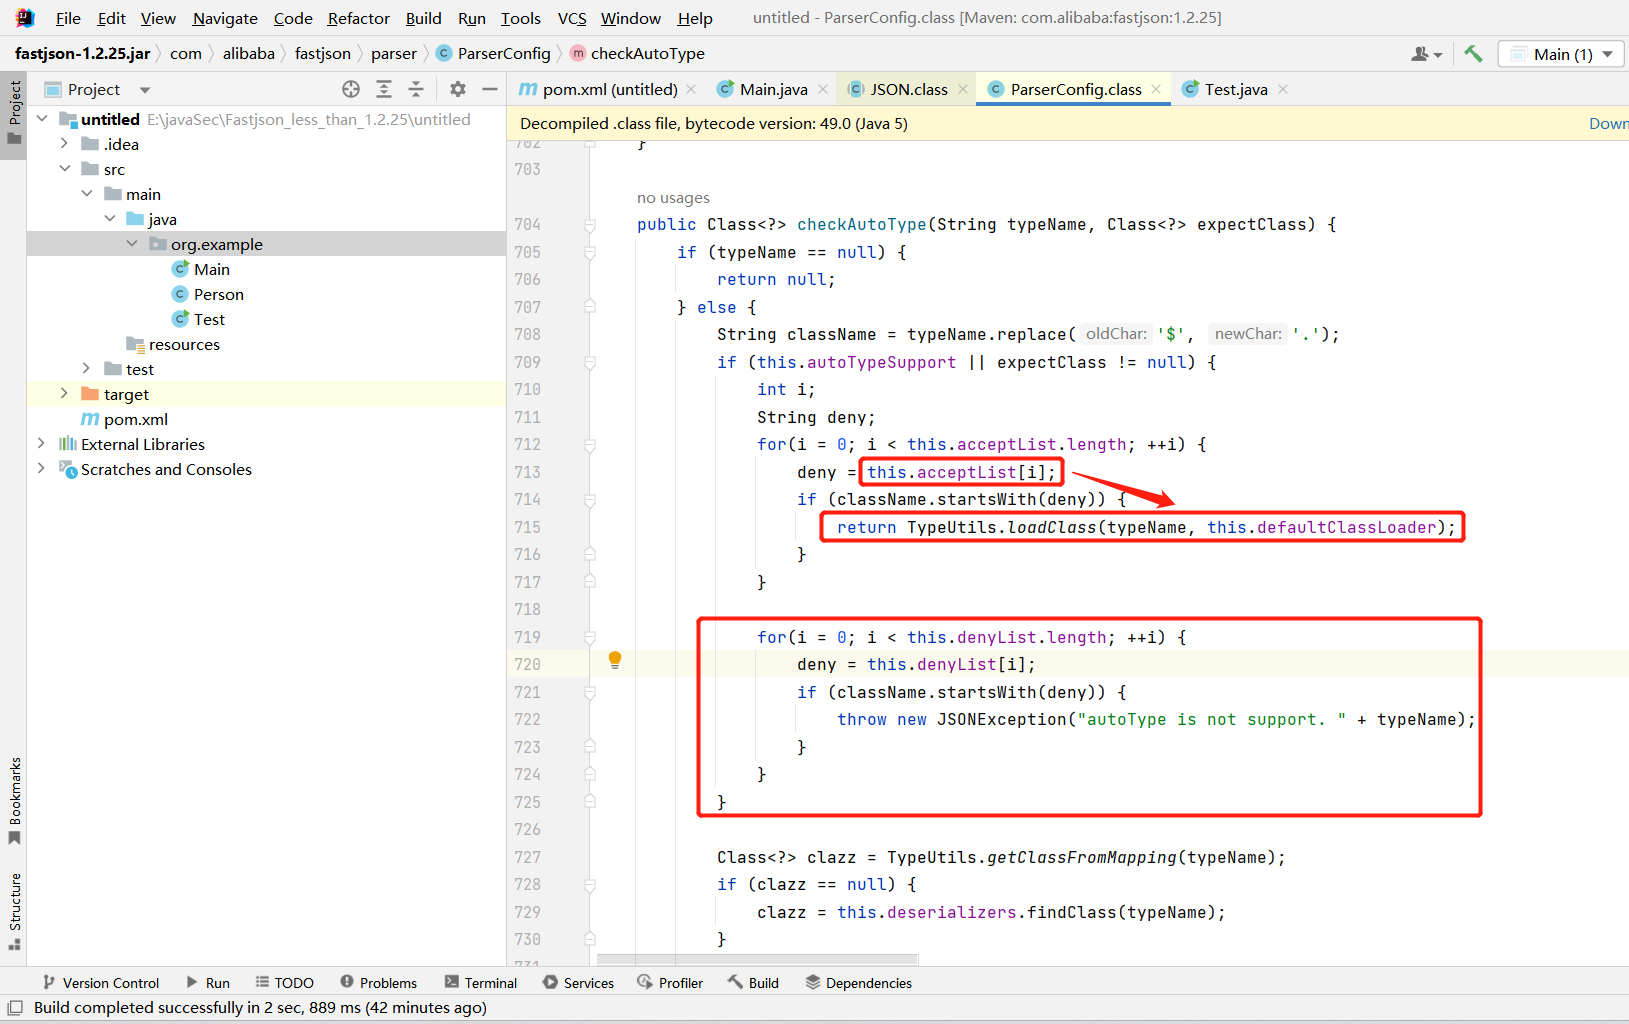 File Edit View Navigate Code Refactor Build Run Tools VCS Window Help untitled - ParserConfig.class [Maven: com.alibaba:fastjson:1.2.25]
fastjson-1.2.25.jar com alibaba fastjson parser ParserConfig checkAutoType Main (1)
Project
Project
pom.xml (untitled) Main.java JSON.class ParserConfig.class Test.java
Decompiled .class file, bytecode version: 49.0 (Java 5) Down
untitled E:\javaSec\Fastjson_less_than_1.2.25\untitled
.idea
src
main
java
org.example
Main
Person
Test
resources
test
target
pom.xml
External Libraries
Scratches and Consoles
702 }
703
no usages
704 public Class<?> checkAutoType(String typeName, Class<?> expectClass) {
705 if (typeName == null) {
706 return null;
707 } else {
708 String className = typeName.replace( oldChar: '$', newChar: '.');
709 if (this.autoTypeSupport || expectClass != null) {
710 int i;
711 String deny;
712 for(i = 0; i < this.acceptList.length; ++i) {
713 deny = this.acceptList[i];
714 if (className.startsWith(deny)) {
715 return TypeUtils.loadClass(typeName, this.defaultClassLoader);
716 }
717 }
718
719 for(i = 0; i < this.denyList.length; ++i) {
720 deny = this.denyList[i];
721 if (className.startsWith(deny)) {
722 throw new JSONException("autoType is not support. " + typeName);
723 }
724 }
725 }
726
727 Class<?> clazz = TypeUtils.getClassFromMapping(typeName);
728 if (clazz == null) {
729 clazz = this.deserializers.findClass(typeName);
730 }
731
Bookmarks
Structure
Version Control Run TODO Problems Terminal Services Profiler Build Dependencies
Build completed successfully in 2 sec, 889 ms (42 minutes ago)